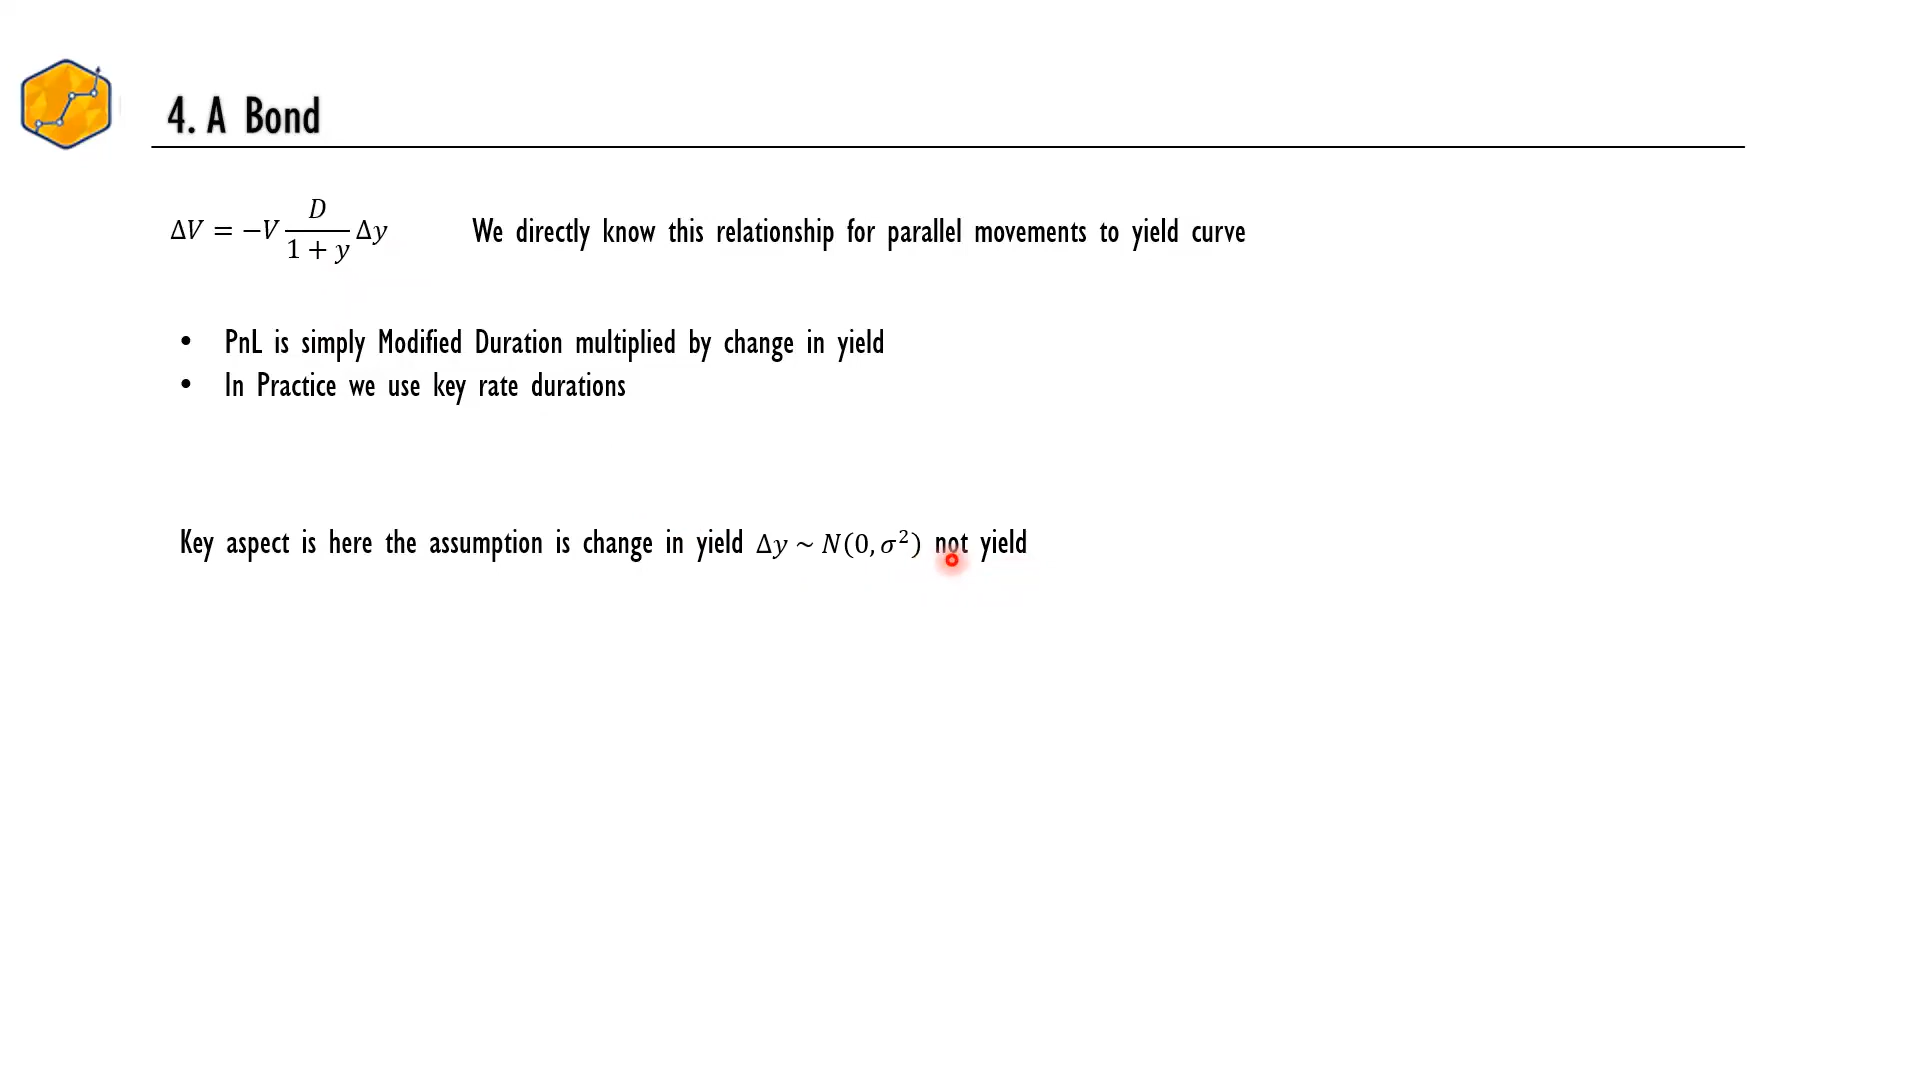 4. A Bond
ΔV = −V D/(1 + y) Δy We directly know this relationship for parallel movements to yield curve
• PnL is simply Modified Duration multiplied by change in yield
• In Practice we use key rate durations
Key aspect is here the assumption is change in yield Δy ~ N(0, σ²) not yield